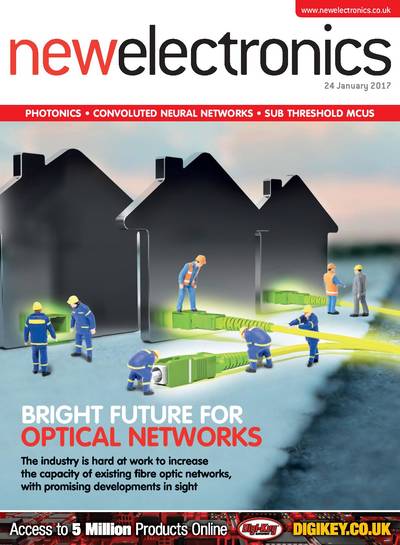 www.newelectronics.co.uk
newelectronics
24 January 2017
PHOTONICS • CONVOLUTED NEURAL NETWORKS • SUB THRESHOLD MCUS
BRIGHT FUTURE FOR
OPTICAL NETWORKS
The industry is hard at work to increase
the capacity of existing fibre optic networks,
with promising developments in sight
Access to 5 Million Products Online Digi-Key DIGIKEY.CO.UK